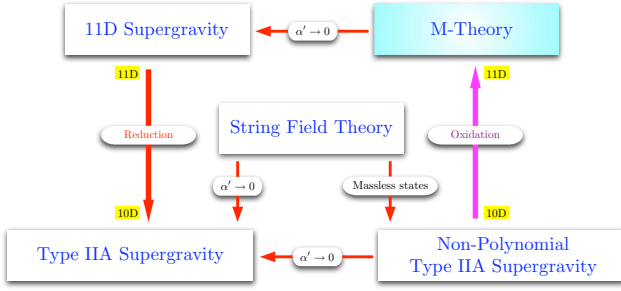 11D Supergravity
α′ → 0
M-Theory
11D
11D
Reduction
String Field Theory
Oxidation
α′ → 0
Massless states
10D
10D
Type IIA Supergravity
α′ → 0
Non-Polynomial
Type IIA Supergravity